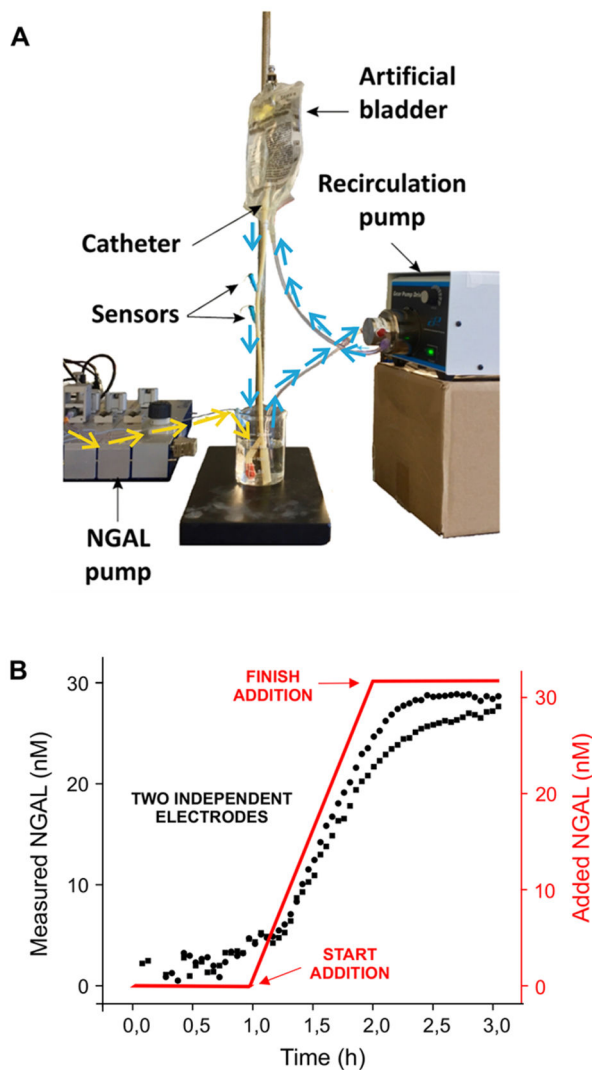 A
Artificial
bladder
Recirculation
pump
Catheter
Sensors
NGAL
pump
B
Measured NGAL (nM)
30
20
10
0
FINISH
ADDITION
TWO INDEPENDENT
ELECTRODES
START
ADDITION
30
20
10
0
Added NGAL (nM)
0,0 0,5 1,0 1,5 2,0 2,5 3,0
Time (h)